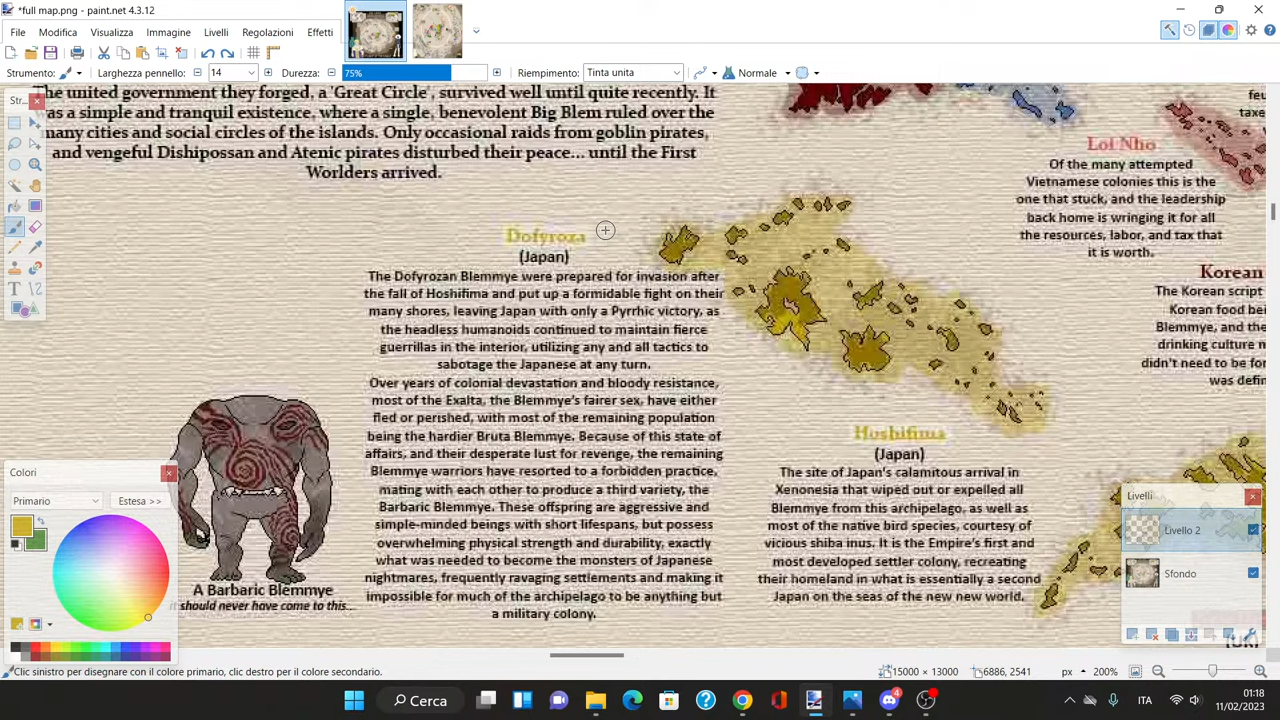 *full map.png - paint.net 4.3.12
File Modifica Visualizza Immagine Livelli Regolazioni Effetti
Strumento: Larghezza pennello: 14 Durezza: 75% Riempimento: Tinta unita Normale
Str...
The united government they forged, a 'Great Circle', survived well until quite recently. It
was a simple and tranquil existence, where a single, benevolent Big Blem ruled over the
many cities and social circles of the islands. Only occasional raids from goblin pirates,
and vengeful Dishipossan and Atenic pirates disturbed their peace... until the First
Worlders arrived.
feu
taxe
Loi Nho
Of the many attempted
Vietnamese colonies this is the
one that stuck, and the leadership
back home is wringing it for all
the resources, labor, and tax that
it is worth.
Korean
The Korean script
Korean food bei
Blemmye, and the
drinking culture n
didn't need to be for
was defin
Dofyroza
(Japan)
The Dofyrozan Blemmye were prepared for invasion after
the fall of Hoshifima and put up a formidable fight on their
many shores, leaving Japan with only a Pyrrhic victory, as
the headless humanoids continued to maintain fierce
guerrillas in the interior, utilizing any and all tactics to
sabotage the Japanese at any turn.
Over years of colonial devastation and bloody resistance,
most of the Exalta, the Blemmye's fairer sex, have either
fled or perished, with most of the remaining population
being the hardier Bruta Blemmye. Because of this state of
affairs, and their desperate lust for revenge, the remaining
Blemmye warriors have resorted to a forbidden practice,
mating with each other to produce a third variety, the
Barbaric Blemmye. These offspring are aggressive and
simple-minded beings with short lifespans, but possess
overwhelming physical strength and durability, exactly
what was needed to become the monsters of Japanese
nightmares, frequently ravaging settlements and making it
impossible for much of the archipelago to be anything but
a military colony.
Hoshifima
(Japan)
The site of Japan's calamitous arrival in
Xenonesia that wiped out or expelled all
Blemmye from this archipelago, as well as
most of the native bird species, courtesy of
vicious shiba inus. It is the Empire's first and
most developed settler colony, recreating
their homeland in what is essentially a second
Japan on the seas of the new new world.
A Barbaric Blemmye
It should never have come to this...
Colori
Primario Estesa >>
Livelli
Livello 2
Sfondo
Clic sinistro per disegnare con il colore primario, clic destro per il colore secondario.
15000 × 13000 6886, 2541 px 200%
Cerca 4 ITA 01:18
11/02/2023